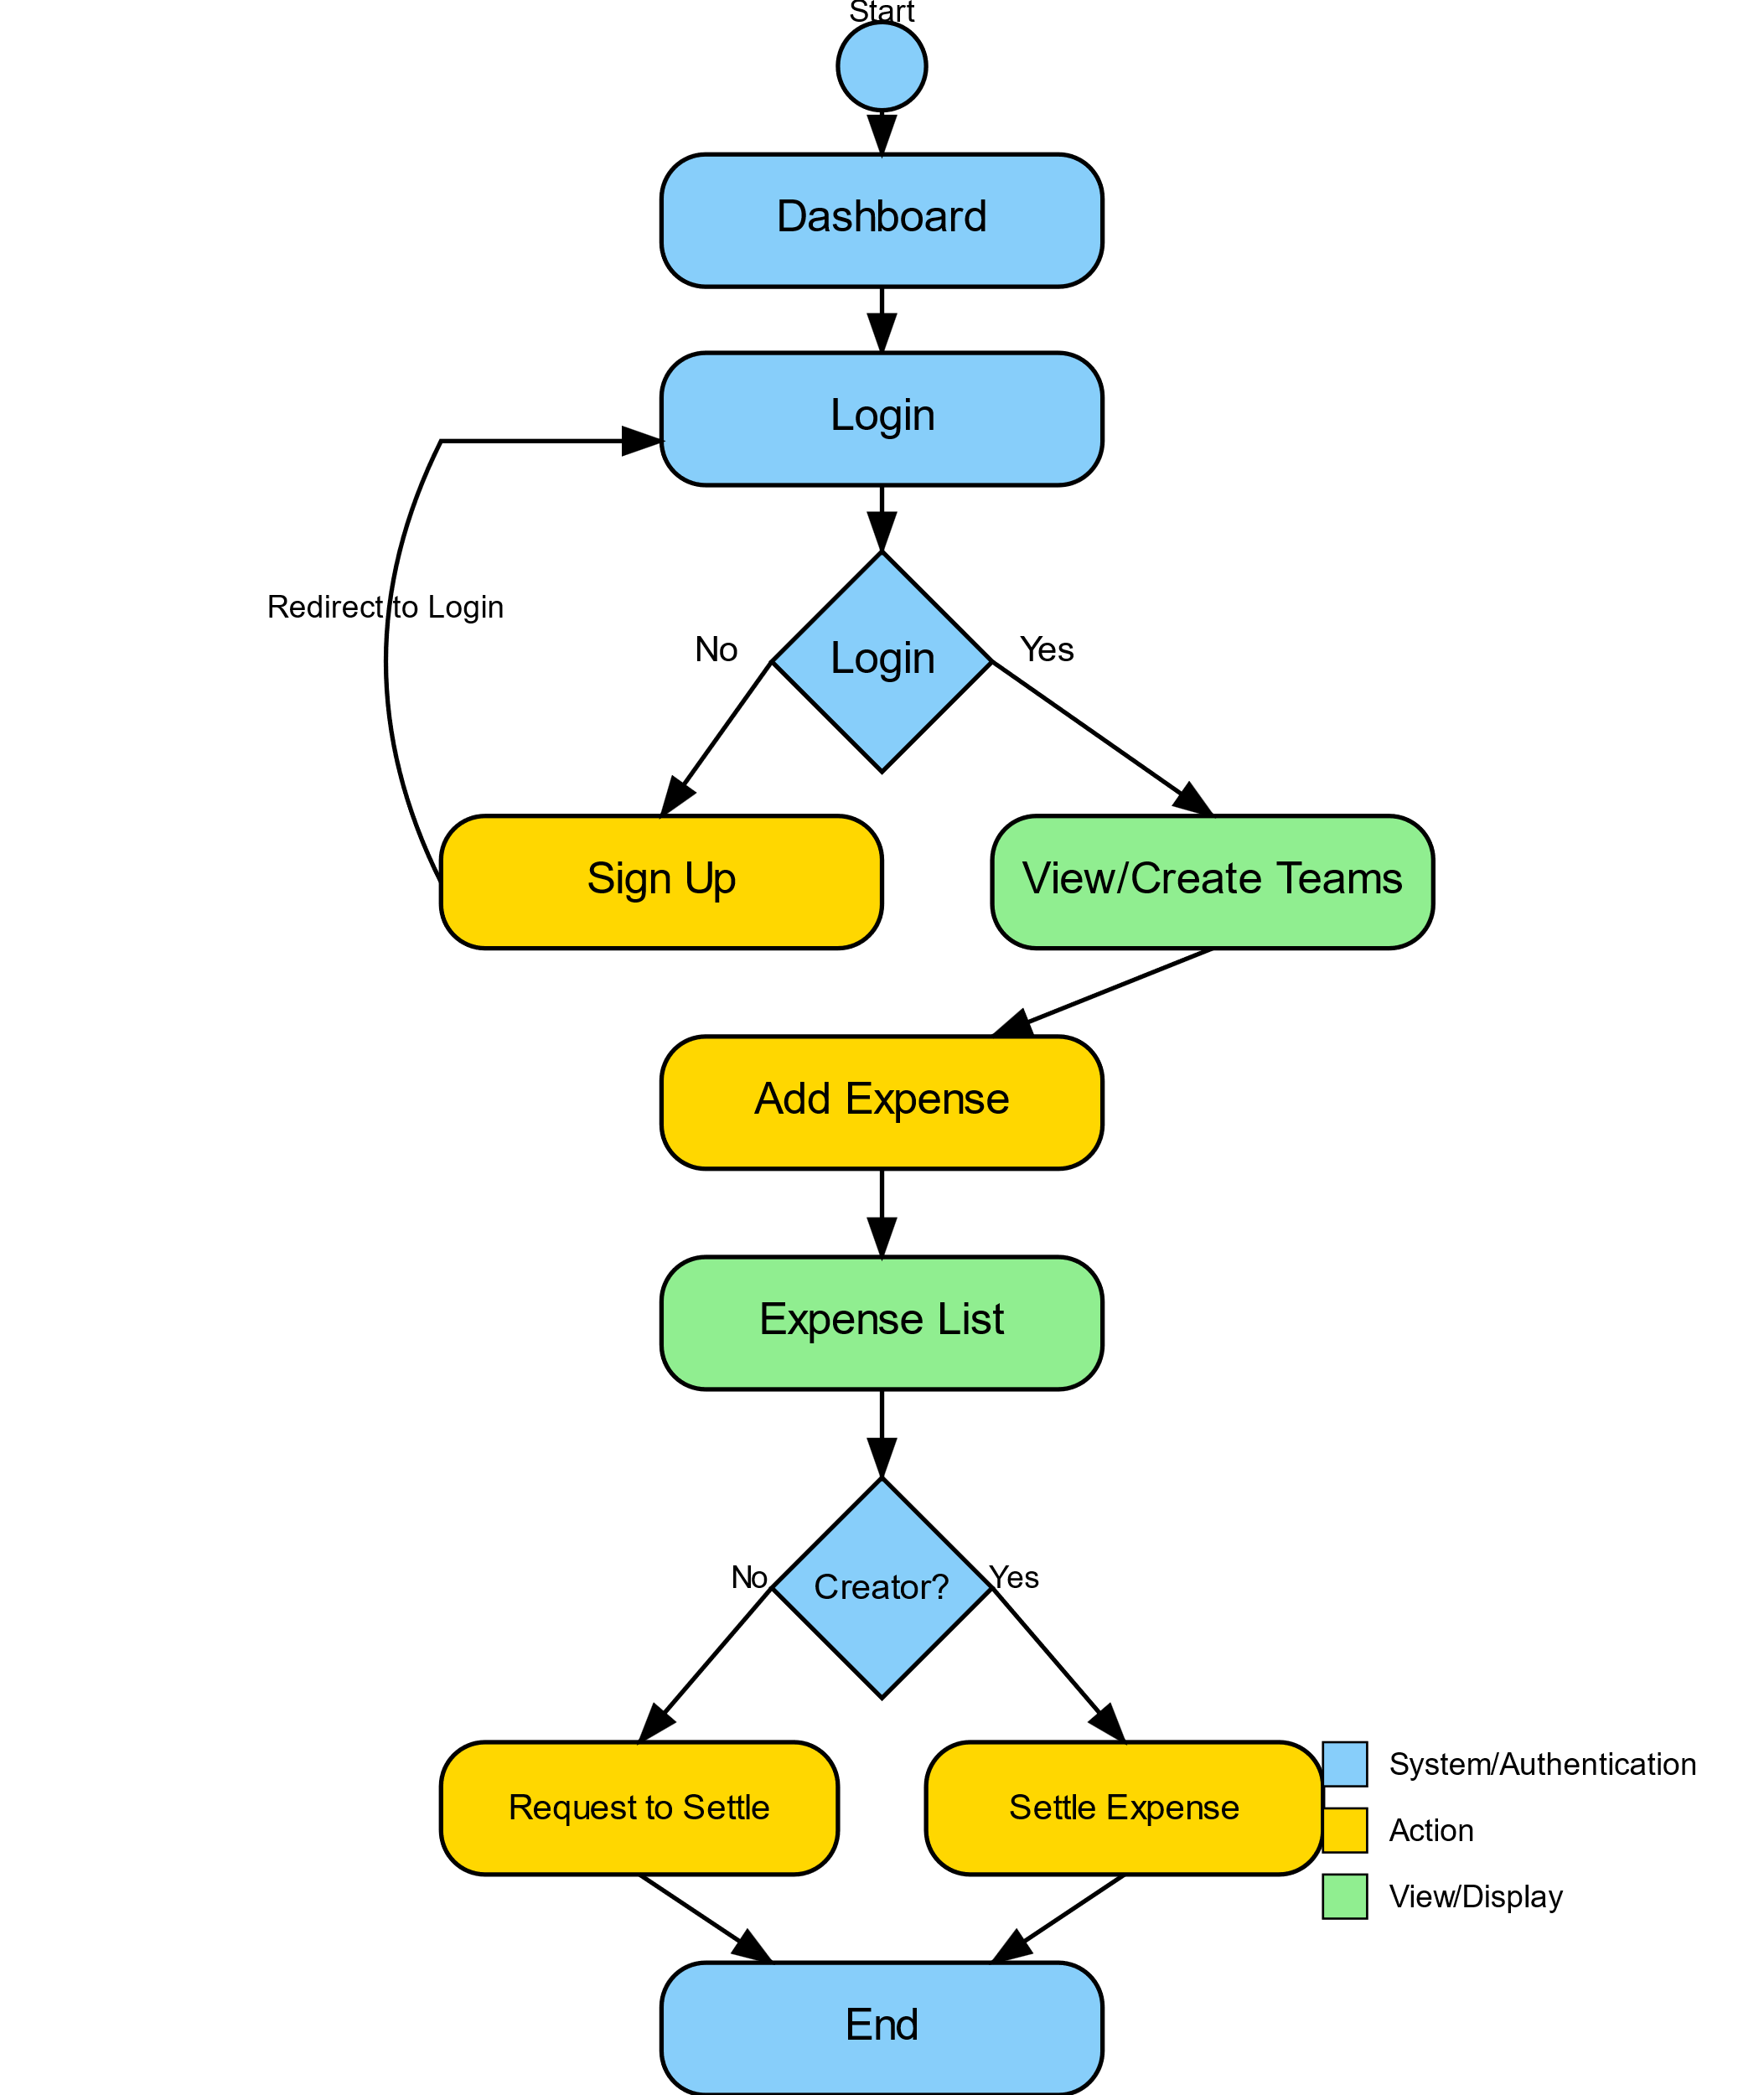 Start
Dashboard
Login
Redirect to Login
No
Login
Yes
Sign Up
View/Create Teams
Add Expense
Expense List
No
Creator?
Yes
Request to Settle
Settle Expense
System/Authentication
Action
View/Display
End